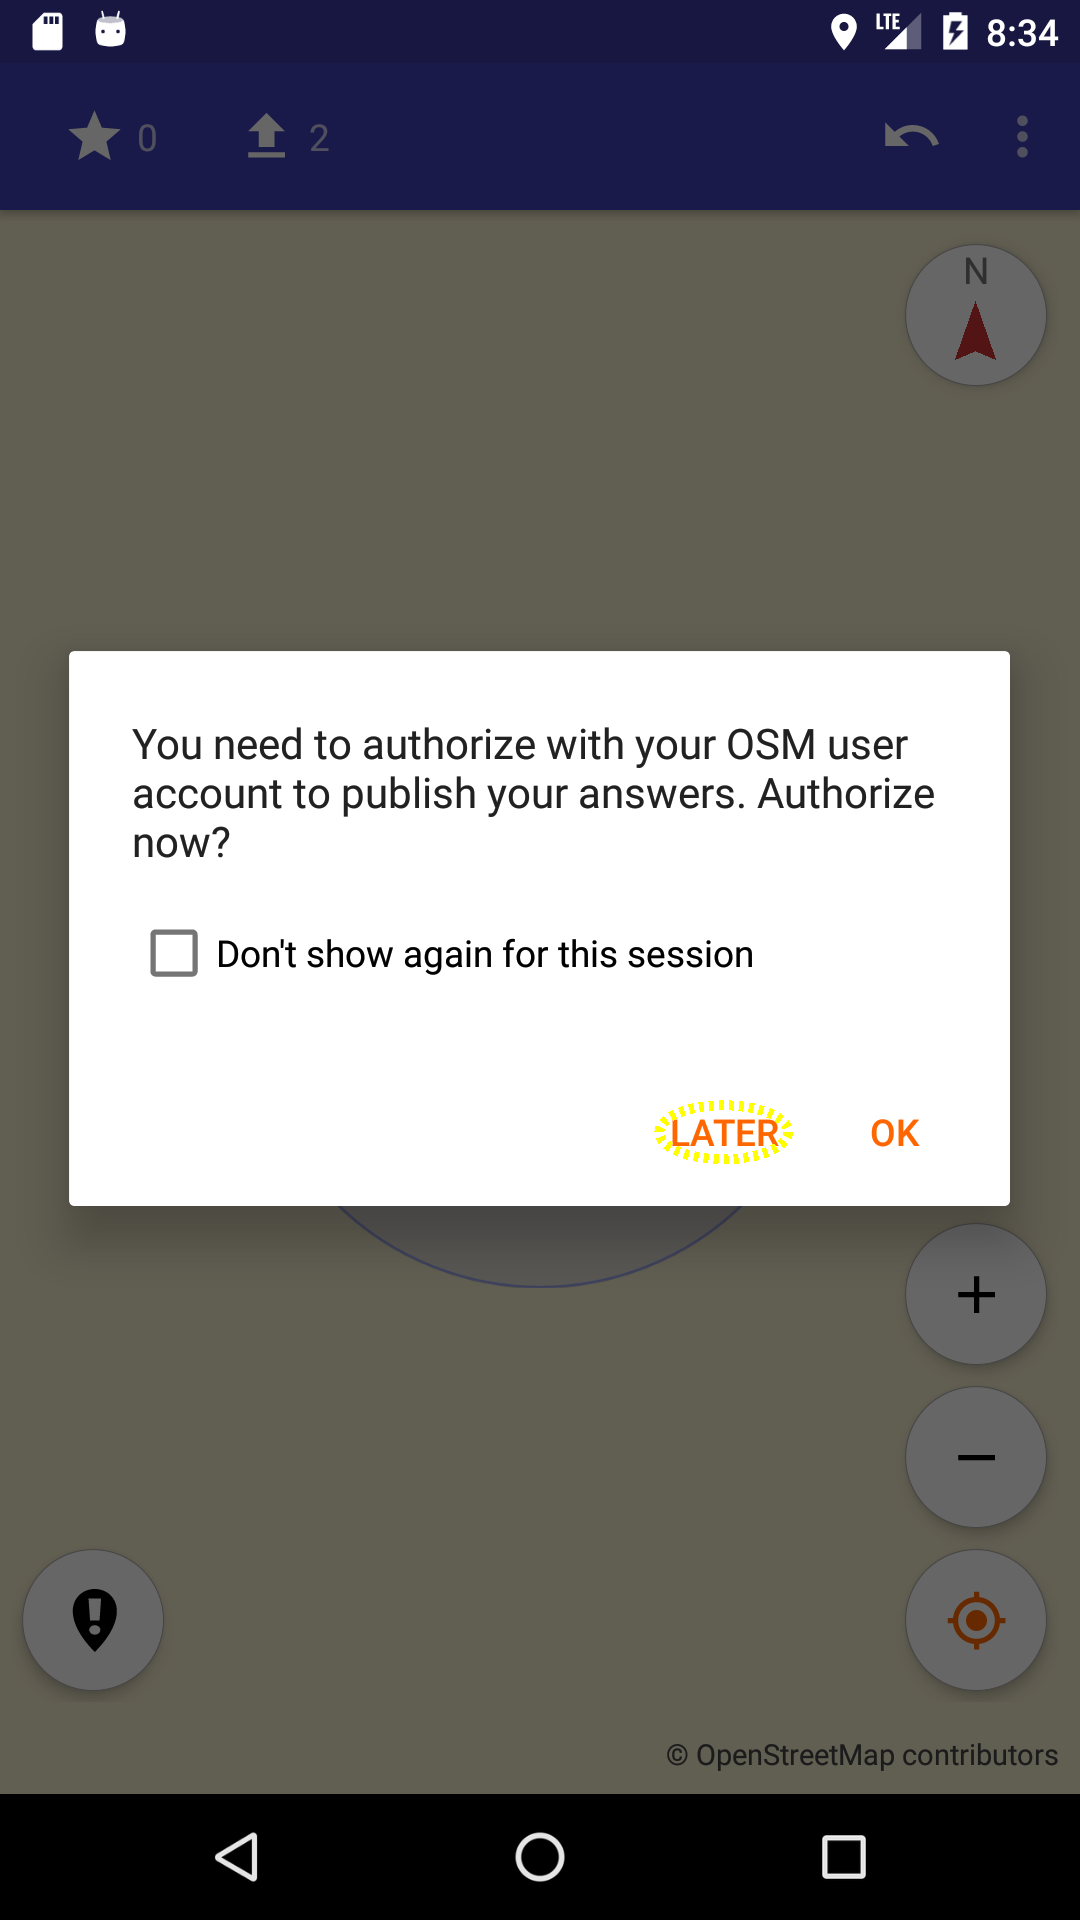 LTE 8:34
0 2
N
You need to authorize with your OSM user
account to publish your answers. Authorize
now?
Don't show again for this session
LATER OK
© OpenStreetMap contributors